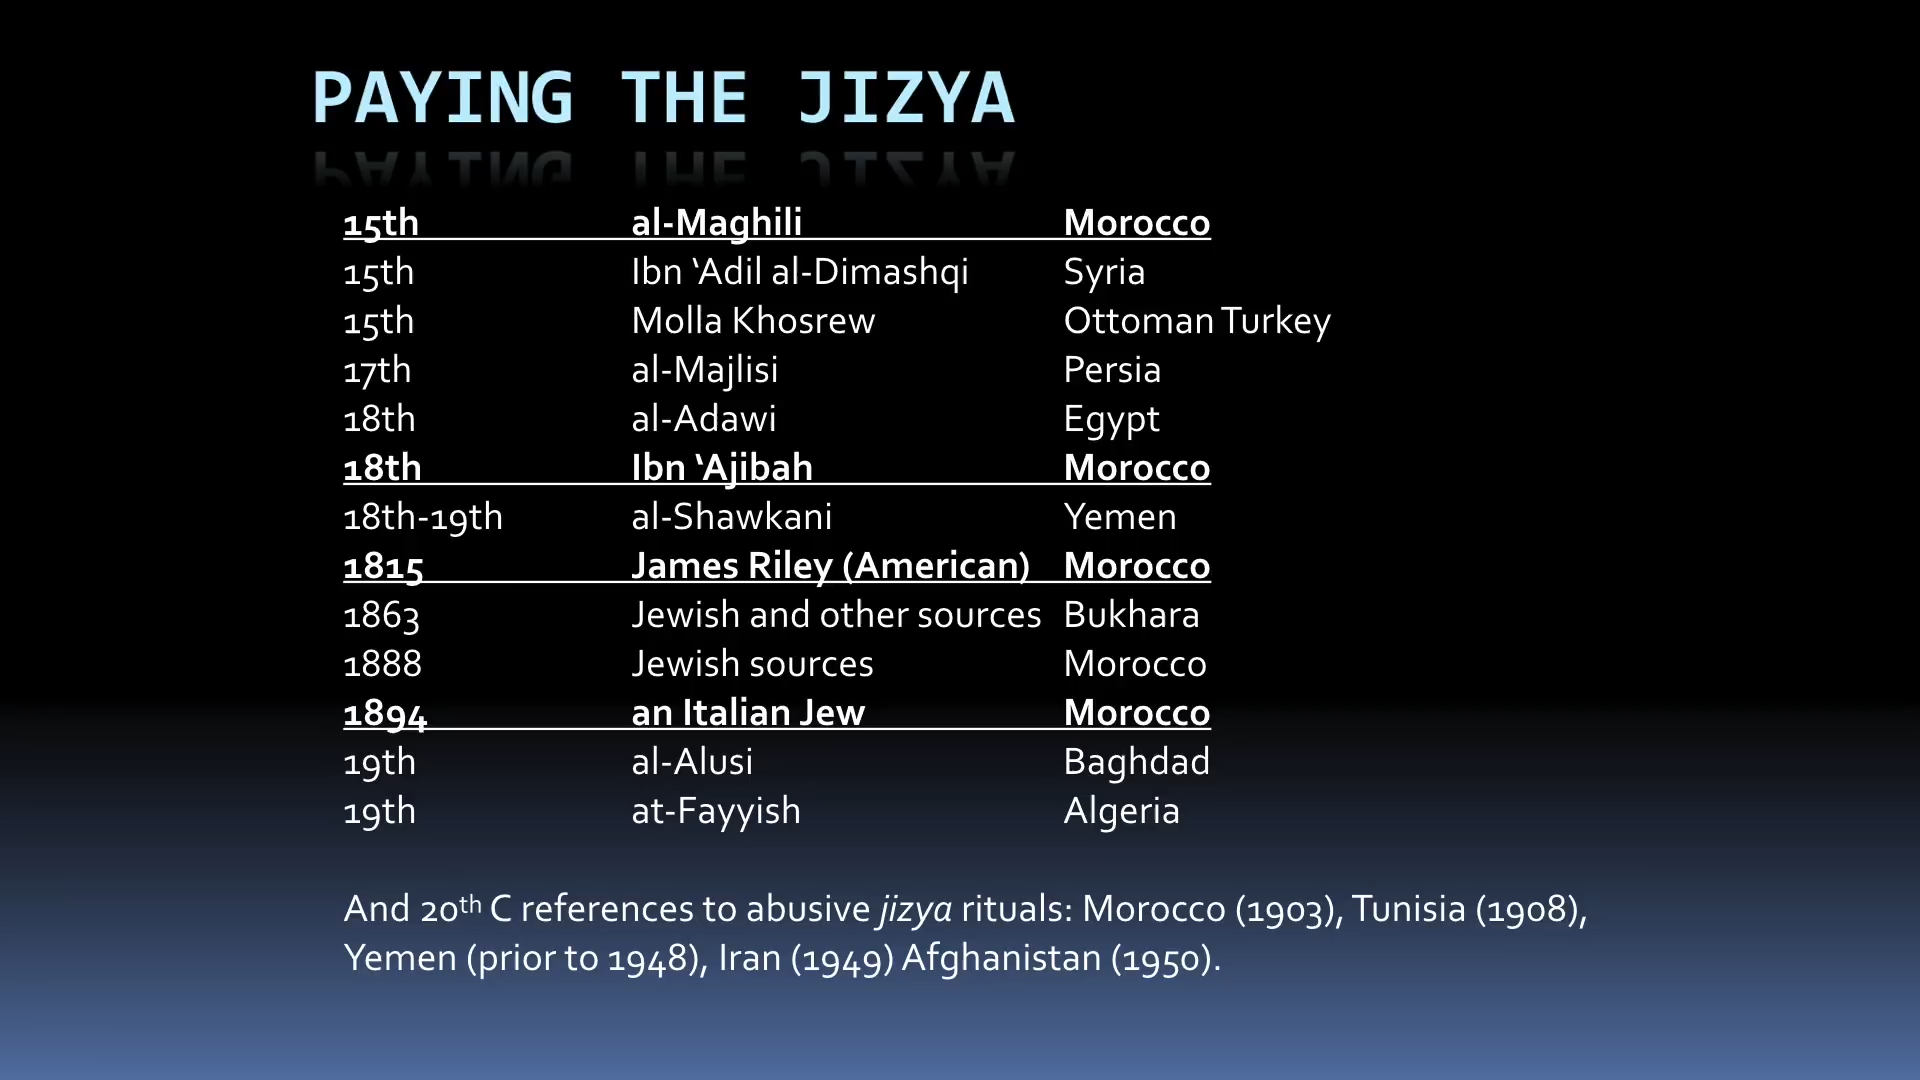 PAYING THE JIZYA
15th al-Maghili Morocco
15th Ibn ‘Adil al-Dimashqi Syria
15th Molla Khosrew Ottoman Turkey
17th al-Majlisi Persia
18th al-Adawi Egypt
18th Ibn ‘Ajibah Morocco
18th-19th al-Shawkani Yemen
1815 James Riley (American) Morocco
1863 Jewish and other sources Bukhara
1888 Jewish sources Morocco
1894 an Italian Jew Morocco
19th al-Alusi Baghdad
19th at-Fayyish Algeria
And 20th C references to abusive jizya rituals: Morocco (1903), Tunisia (1908),
Yemen (prior to 1948), Iran (1949) Afghanistan (1950).